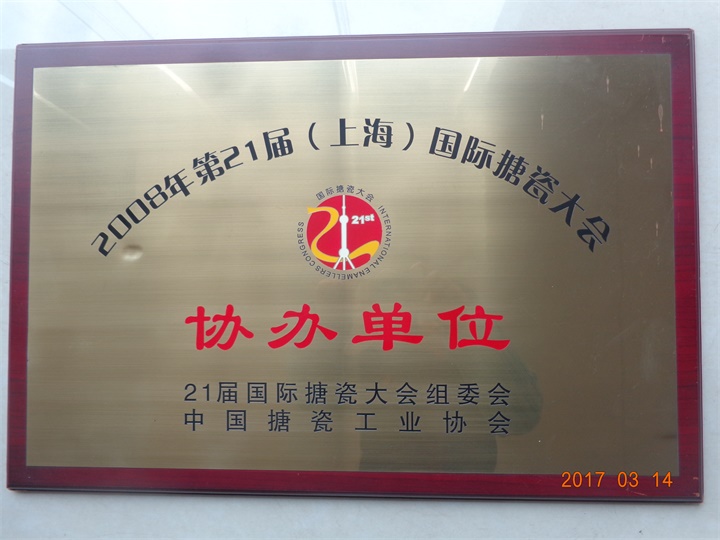 2008年第21届（上海）国际搪瓷大会
国际搪瓷大会
INTERNATIONAL ENAMELLERS CONGRESS
21st
协办单位
21届国际搪瓷大会组委会
中国搪瓷工业协会
2017 03 14